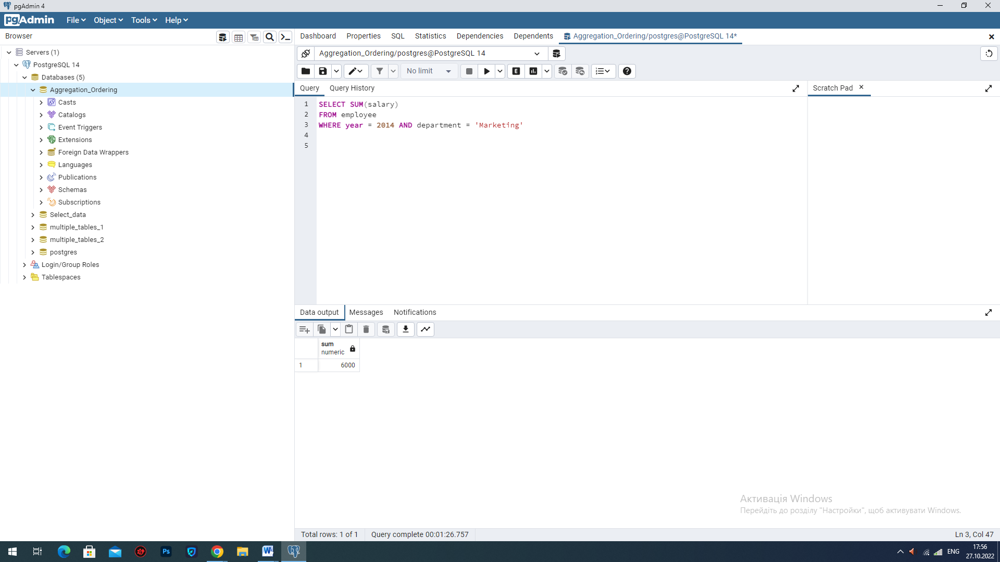 pgAdmin 4
pgAdmin File Object Tools Help
Browser
Dashboard Properties SQL Statistics Dependencies Dependents Aggregation_Ordering/postgres@PostgreSQL 14*
Servers (1)
PostgreSQL 14
Databases (5)
Aggregation_Ordering
Casts
Catalogs
Event Triggers
Extensions
Foreign Data Wrappers
Languages
Publications
Schemas
Subscriptions
Select_data
multiple_tables_1
multiple_tables_2
postgres
Login/Group Roles
Tablespaces
Aggregation_Ordering/postgres@PostgreSQL 14
No limit
E
Query Query History
Scratch Pad
1 SELECT SUM(salary)
2 FROM employee
3 WHERE year = 2014 AND department = 'Marketing'
4
5
Data output Messages Notifications
sum
numeric
1 6000
Активація Windows
Перейдіть до розділу "Настройки", щоб активувати Windows.
Total rows: 1 of 1 Query complete 00:01:26.757 Ln 3, Col 47
Ps
W
ENG
17:56
27.10.2022